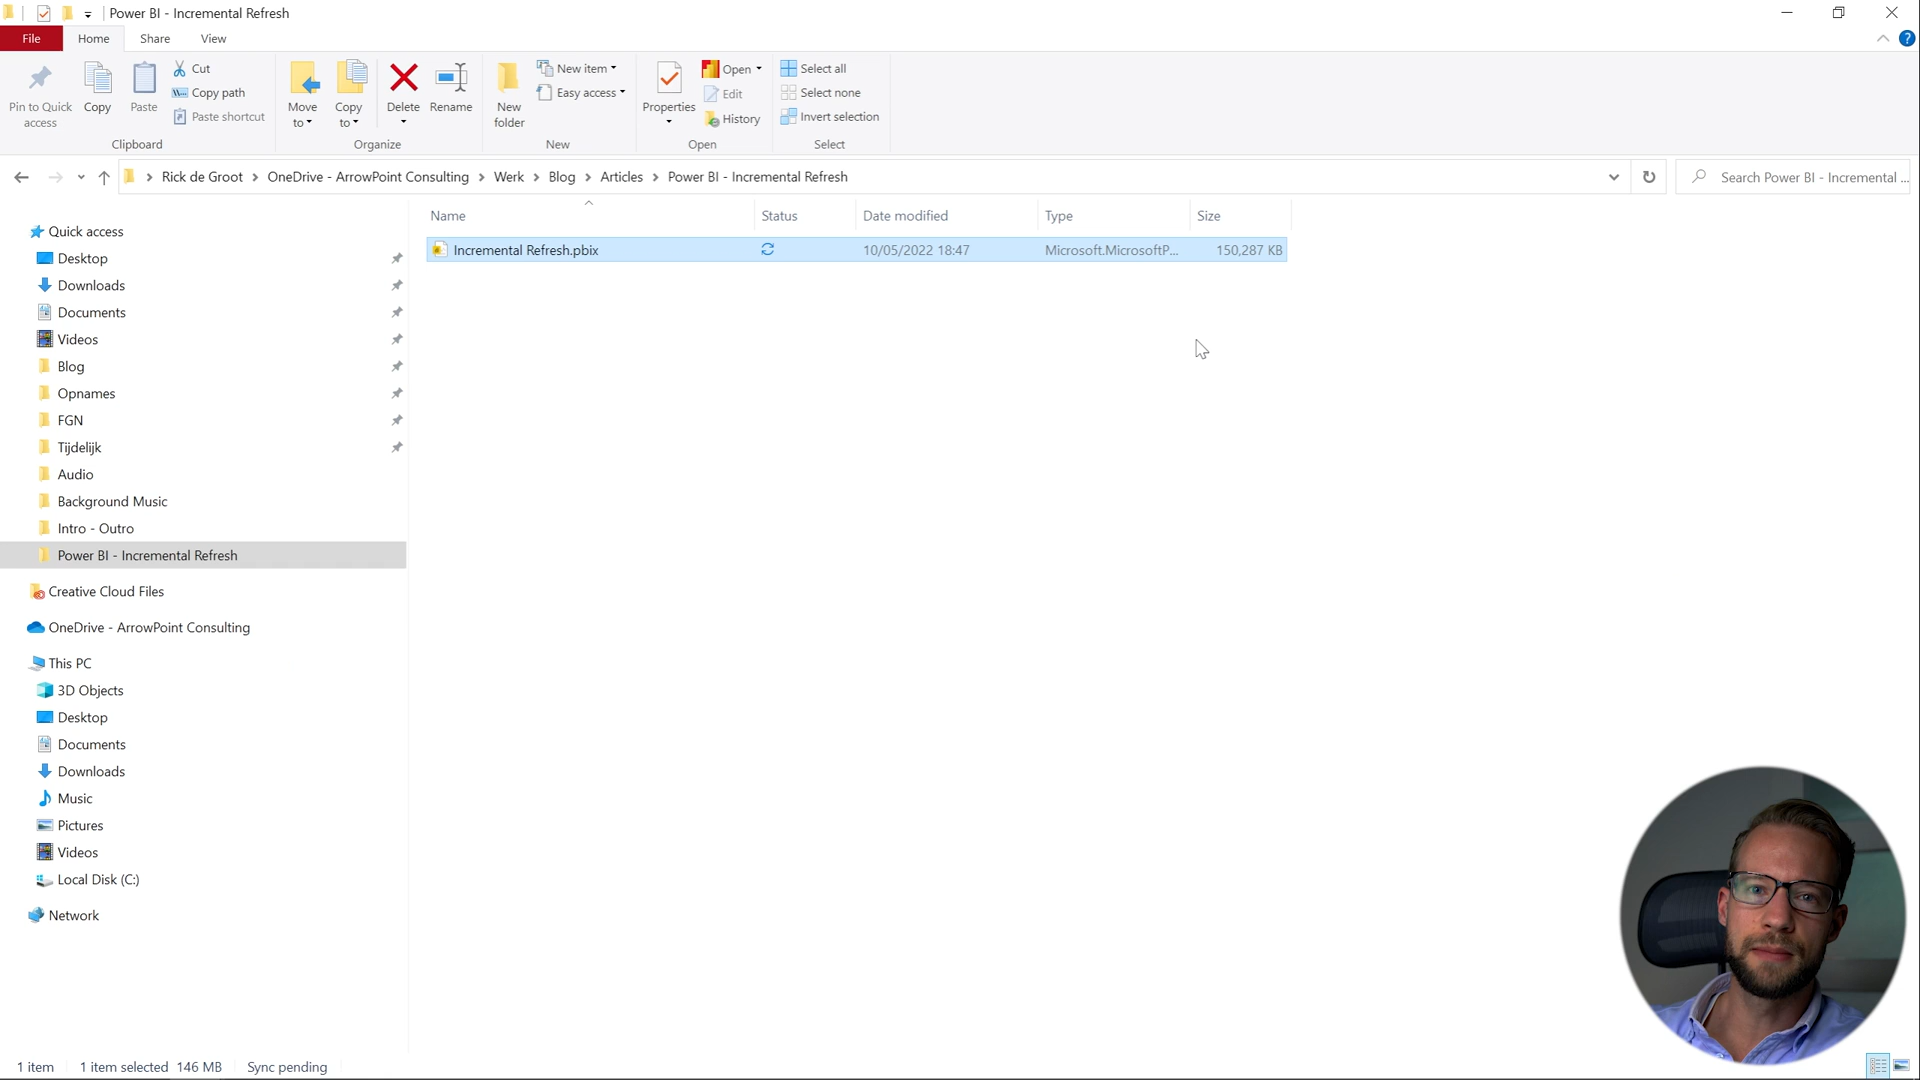 Power BI - Incremental Refresh
File Home Share View
Pin to Quick access
Copy
Paste
Cut
Copy path
Paste shortcut
Clipboard
Move to
Copy to
Delete
Rename
Organize
New folder
New item
Easy access
New
Properties
Open
Edit
History
Open
Select all
Select none
Invert selection
Select
Rick de Groot > OneDrive - ArrowPoint Consulting > Werk > Blog > Articles > Power BI - Incremental Refresh
Search Power BI - Incremental ...
Name Status Date modified Type Size
Incremental Refresh.pbix 10/05/2022 18:47 Microsoft.MicrosoftP... 150,287 KB
Quick access
Desktop
Downloads
Documents
Videos
Blog
Opnames
FGN
Tijdelijk
Audio
Background Music
Intro - Outro
Power BI - Incremental Refresh
Creative Cloud Files
OneDrive - ArrowPoint Consulting
This PC
3D Objects
Desktop
Documents
Downloads
Music
Pictures
Videos
Local Disk (C:)
Network
1 item 1 item selected 146 MB Sync pending